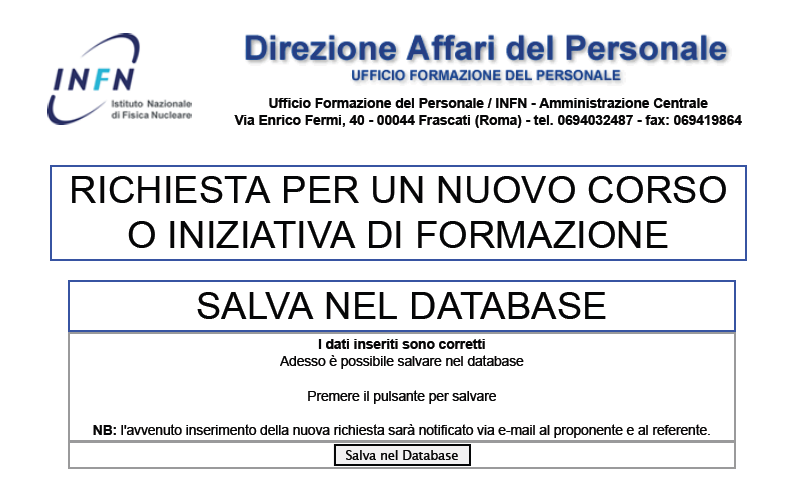 INFN
Istituto Nazionale
di Fisica Nucleare
Direzione Affari del Personale
UFFICIO FORMAZIONE DEL PERSONALE
Ufficio Formazione del Personale / INFN - Amministrazione Centrale
Via Enrico Fermi, 40 - 00044 Frascati (Roma) - tel. 0694032487 - fax: 069419864
RICHIESTA PER UN NUOVO CORSO
O INIZIATIVA DI FORMAZIONE
SALVA NEL DATABASE
I dati inseriti sono corretti
Adesso è possibile salvare nel database
Premere il pulsante per salvare
NB: l'avvenuto inserimento della nuova richiesta sarà notificato via e-mail al proponente e al referente.
Salva nel Database